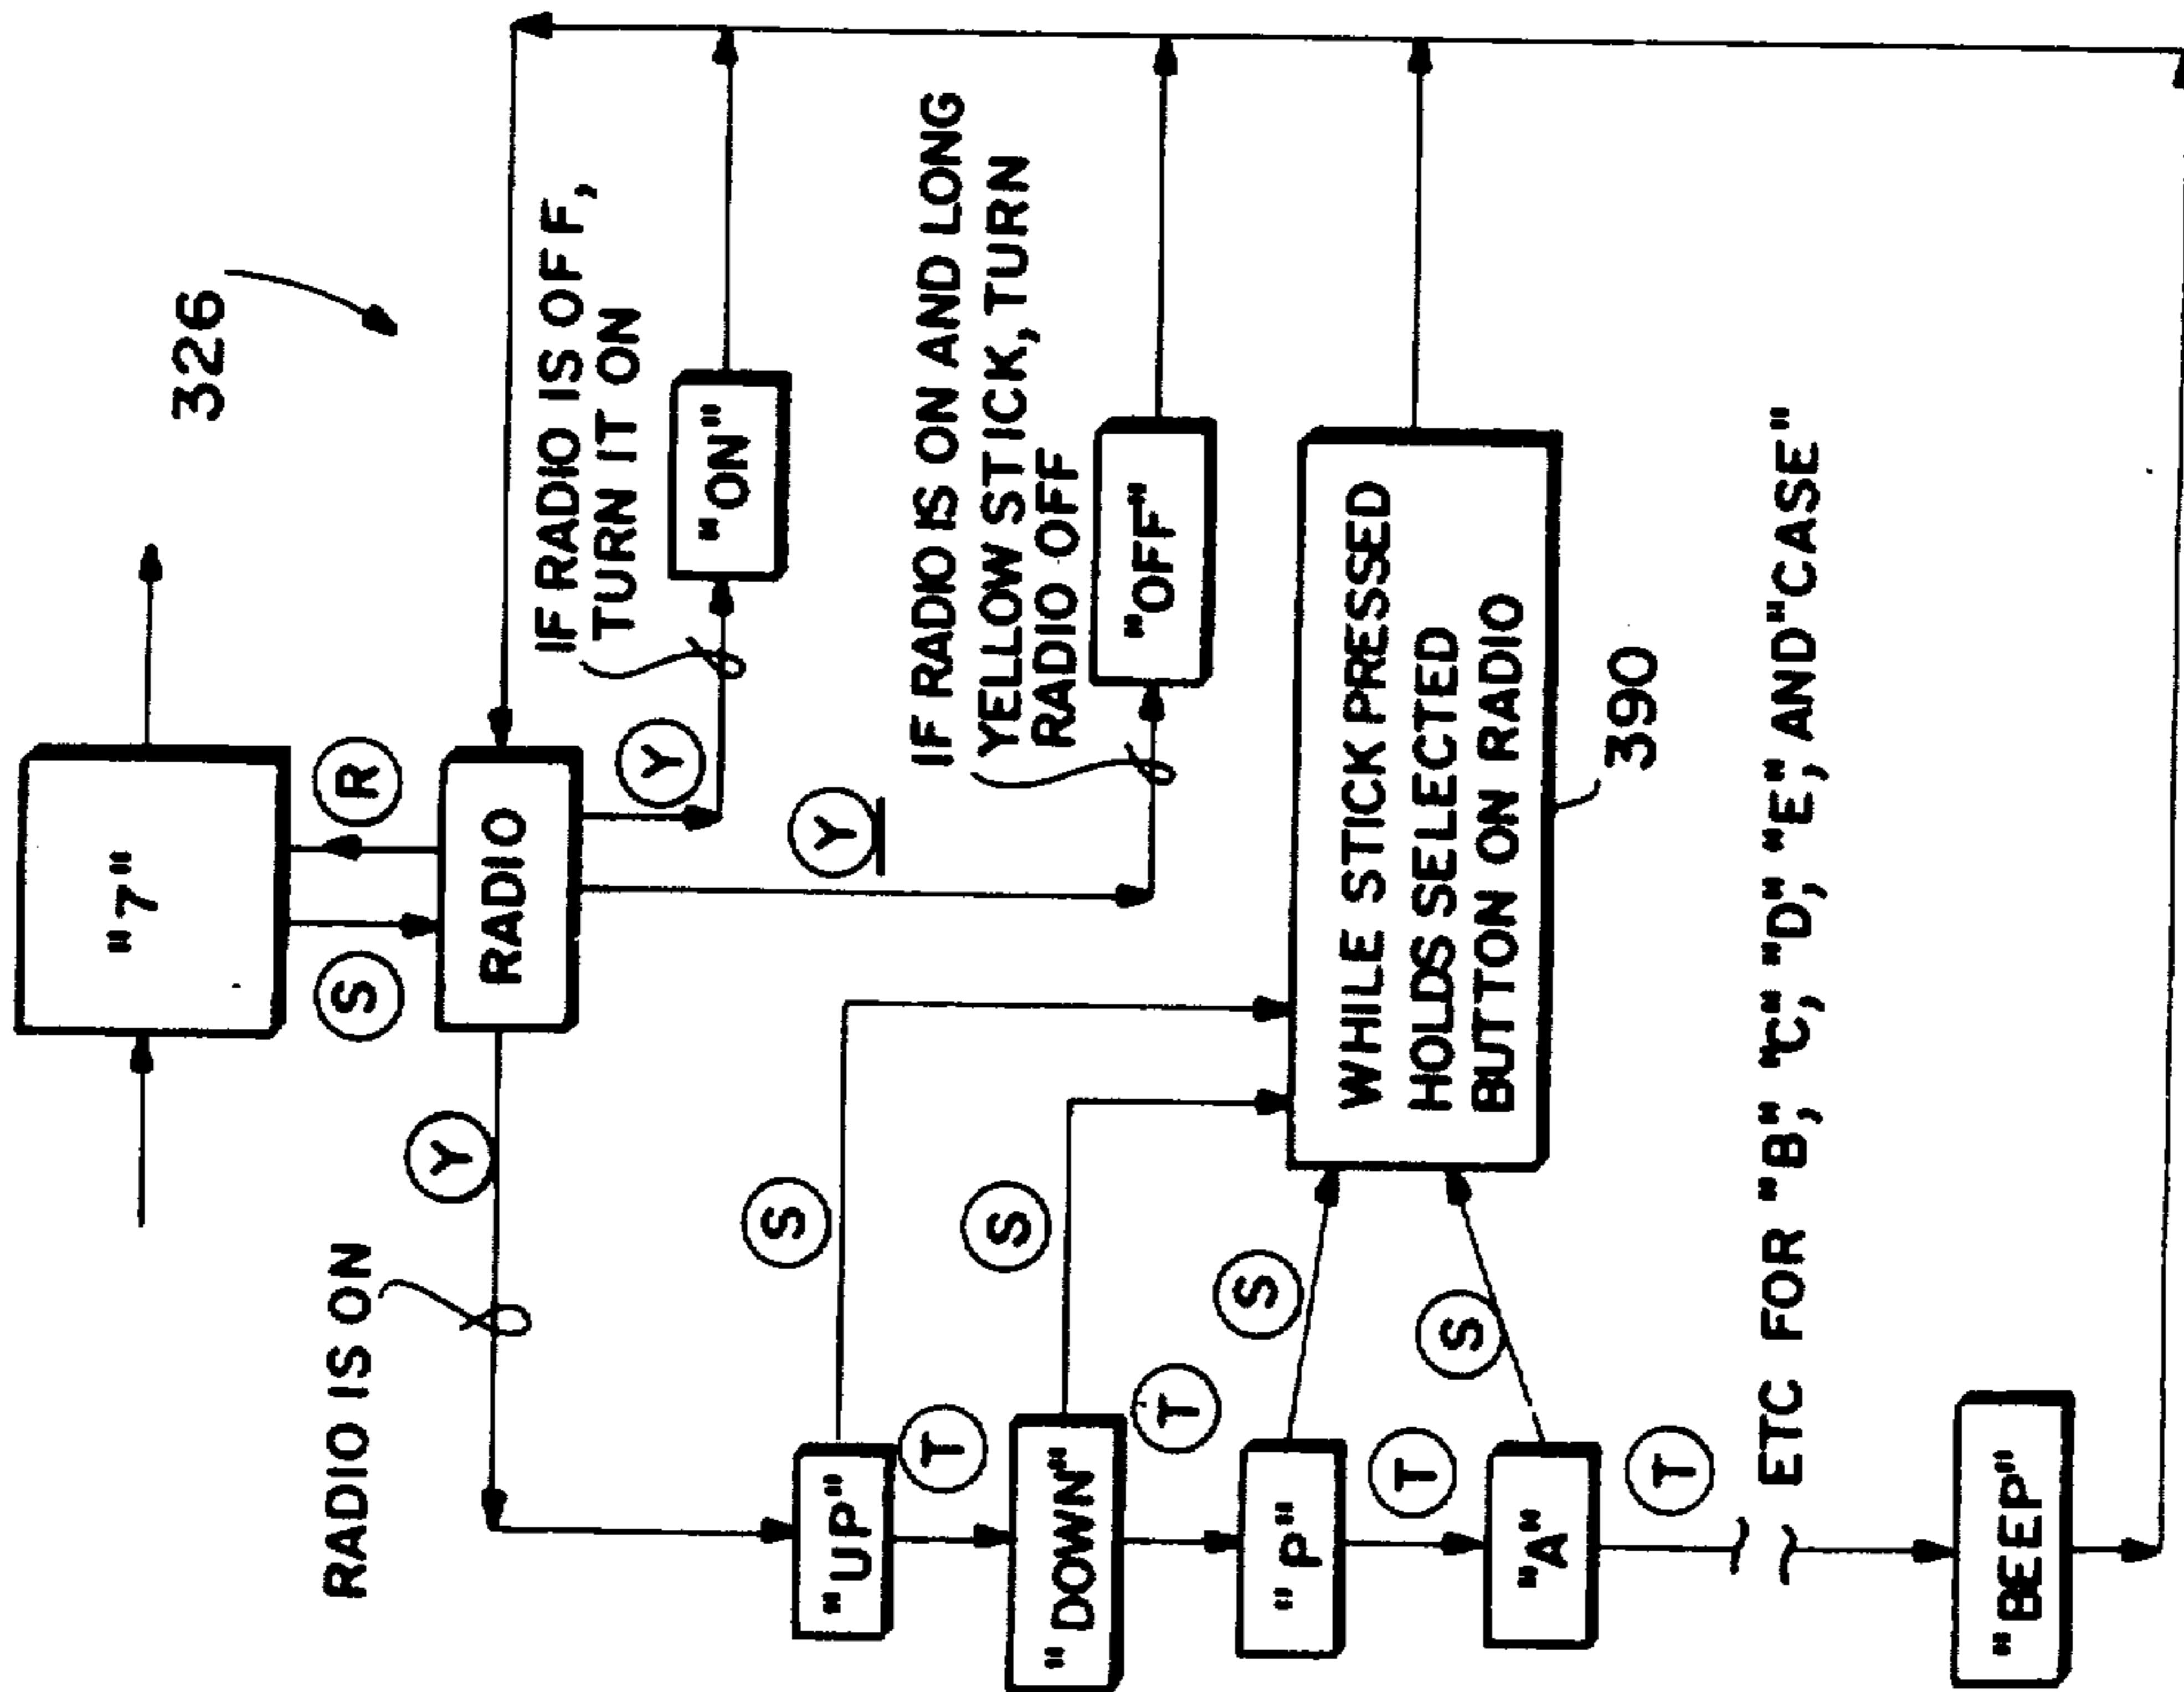 326
"7"
S
R
RADIO
RADIO IS ON
Y
Y
IF RADIO IS OFF,
TURN IT ON
"ON"
Y
IF RADIO IS ON AND LONG
YELLOW STICK, TURN
RADIO OFF
"OFF"
"UP"
S
T
"DOWN"
S
T
"P"
S
T
"A"
S
T
WHILE STICK PRESSED
HOLDS SELECTED
BUTTON ON RADIO
390
ETC FOR "B", "C", "D", "E", AND "CASE"
"BEEP"